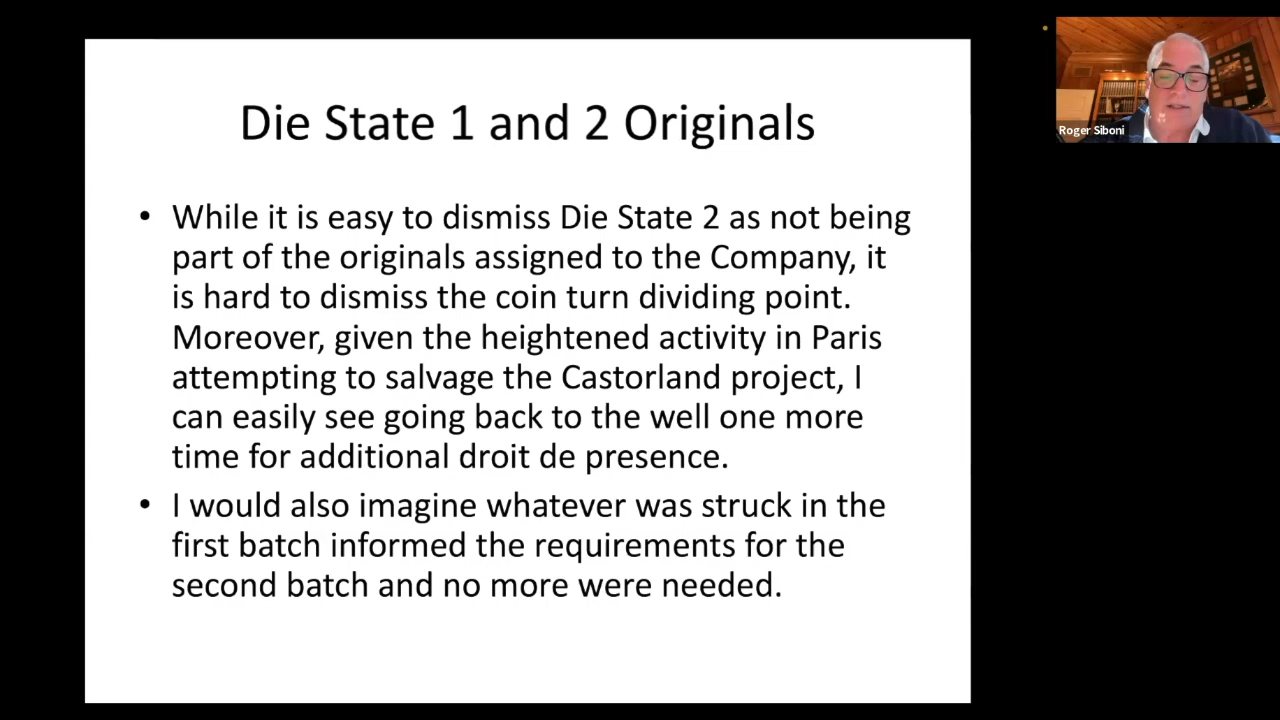 Die State 1 and 2 Originals
• While it is easy to dismiss Die State 2 as not being
part of the originals assigned to the Company, it
is hard to dismiss the coin turn dividing point.
Moreover, given the heightened activity in Paris
attempting to salvage the Castorland project, I
can easily see going back to the well one more
time for additional droit de presence.
• I would also imagine whatever was struck in the
first batch informed the requirements for the
second batch and no more were needed.
Roger Siboni